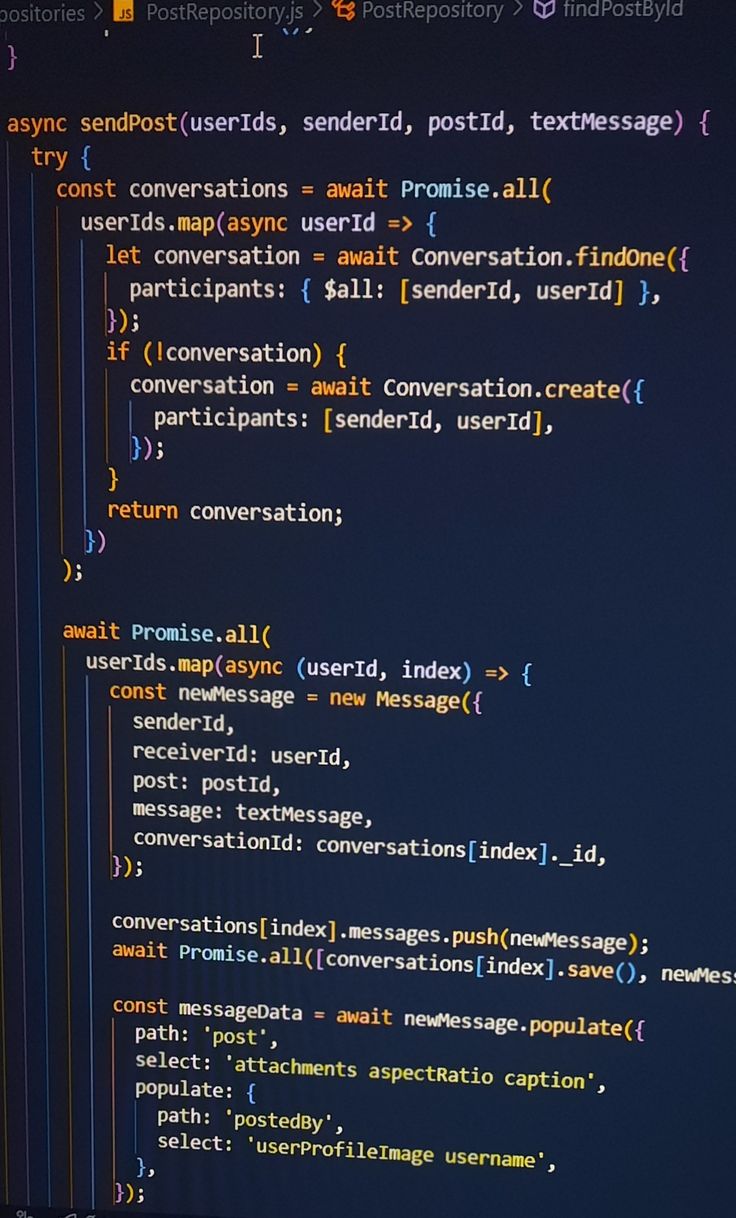 ositories > JS PostRepository.js > PostRepository > findPostById
}
async sendPost(userIds, senderId, postId, textMessage) {
try {
const conversations = await Promise.all(
userIds.map(async userId => {
let conversation = await Conversation.findOne({
participants: { $all: [senderId, userId] },
});
if (!conversation) {
conversation = await Conversation.create({
participants: [senderId, userId],
});
}
return conversation;
})
);
await Promise.all(
userIds.map(async (userId, index) => {
const newMessage = new Message({
senderId,
receiverId: userId,
post: postId,
message: textMessage,
conversationId: conversations[index]._id,
});
conversations[index].messages.push(newMessage);
await Promise.all([conversations[index].save(), newMess
const messageData = await newMessage.populate({
path: 'post',
select: 'attachments aspectRatio caption',
populate: {
path: 'postedBy',
select: 'userProfileImage username',
},
});